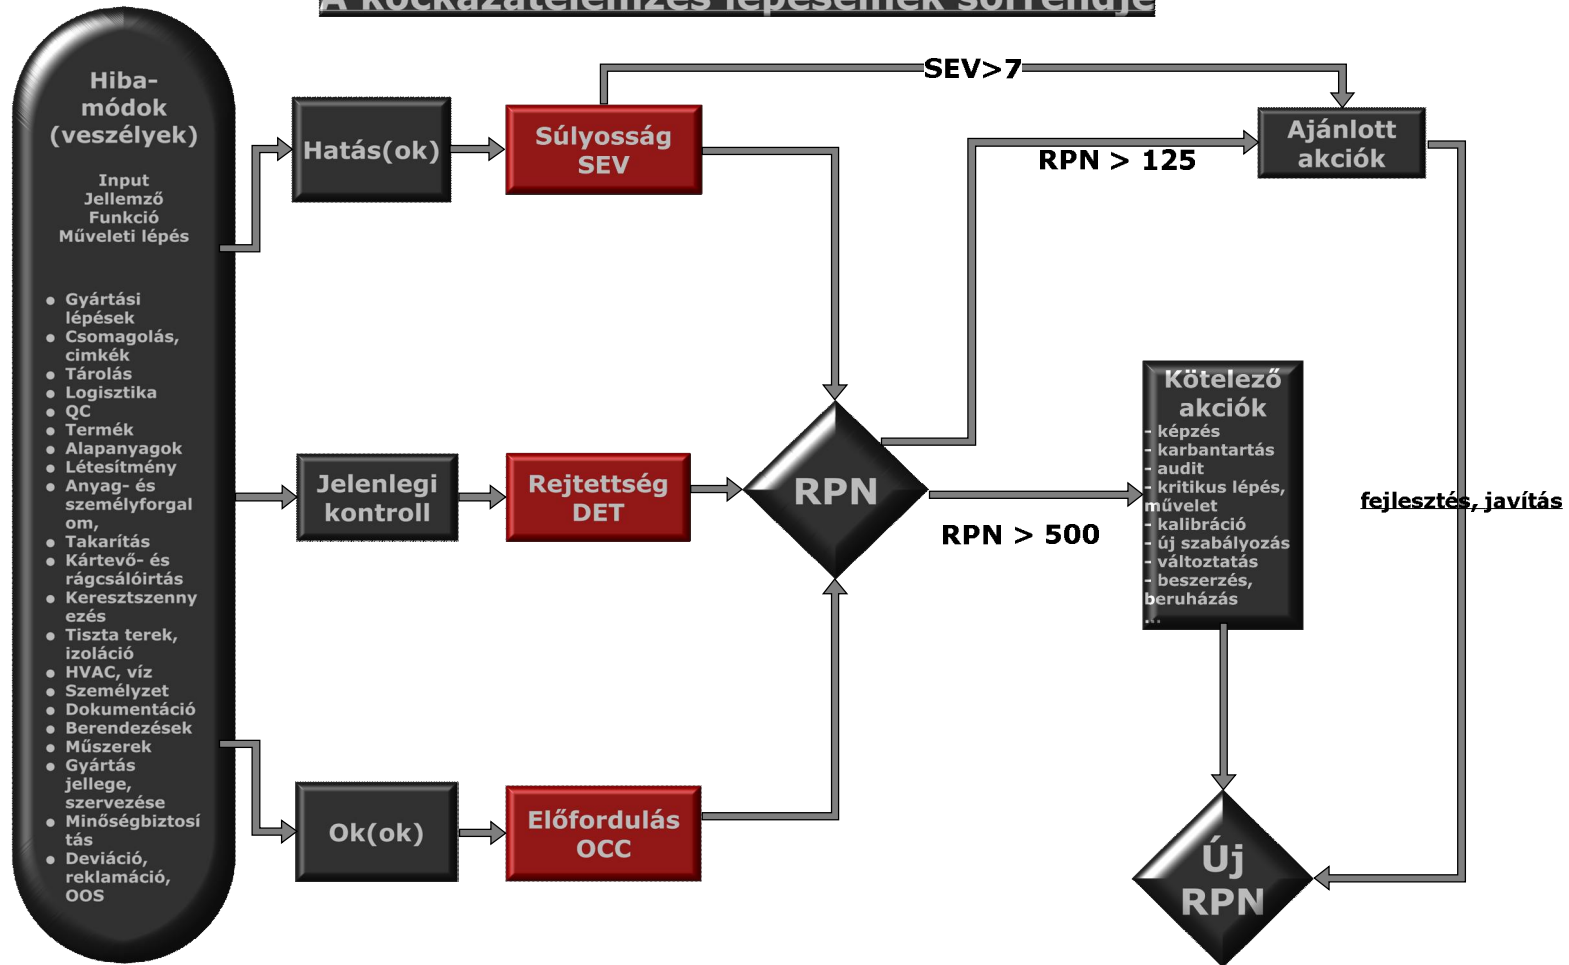 A kockázatelemzés lépéseinek sorrendje
Hiba-
módok
(veszélyek)
Input
Jellemző
Funkció
Műveleti lépés
● Gyártási
lépések
● Csomagolás,
cimkék
● Tárolás
● Logisztika
● QC
● Termék
● Alapanyagok
● Létesítmény
● Anyag- és
személyforgal
om,
● Takarítás
● Kártevő- és
rágcsálóirtás
● Keresztszenny
ezés
● Tiszta terek,
izoláció
● HVAC, víz
● Személyzet
● Dokumentáció
● Berendezések
● Műszerek
● Gyártás
jellege,
szervezése
● Minőségbiztosí
tás
● Deviáció,
reklamáció,
OOS
Hatás(ok)
Súlyosság
SEV
SEV>7
RPN > 125
Ajánlott
akciók
Jelenlegi
kontroll
Rejtettség
DET
RPN
RPN > 500
Kötelező
akciók
- képzés
- karbantartás
- audit
- kritikus lépés,
művelet
- kalibráció
- új szabályozás
- változtatás
- beszerzés,
beruházás
...
fejlesztés, javítás
Ok(ok)
Előfordulás
OCC
Új
RPN